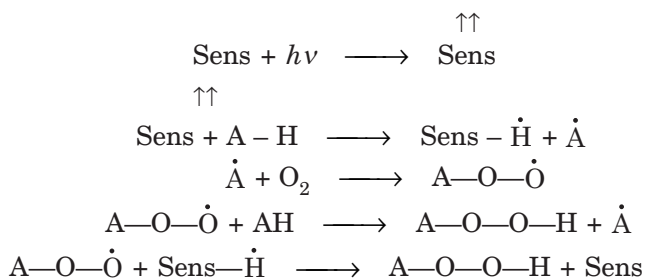 ↑↑
Sens + hν ⟶ Sens
↑↑
Sens + A – H ⟶ Sens – Ḣ + Ȧ
Ȧ + O₂ ⟶ A—O—Ȯ
A—O—Ȯ + AH ⟶ A—O—O—H + Ȧ
A—O—Ȯ + Sens—Ḣ ⟶ A—O—O—H + Sens